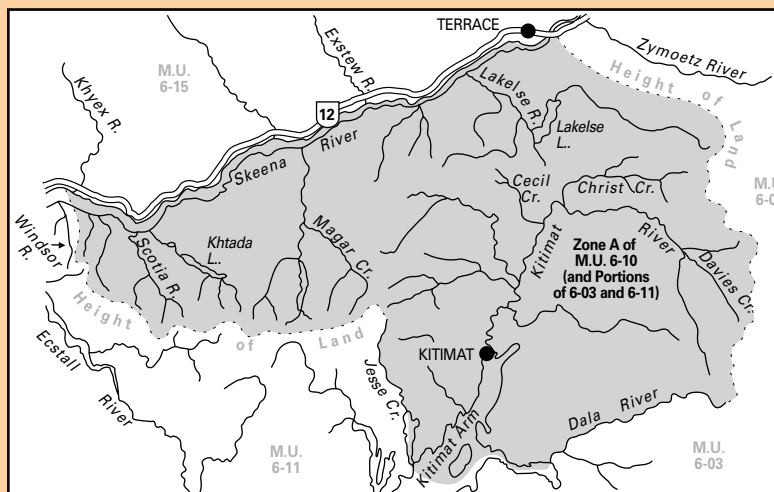 TERRACE
Zymoetz River
Height of Land
Exstew R.
M.U.
6-15
Khyex R.
12
Lakelse R.
Lakelse
L..
Skeena River
Cecil
Cr.
Christ Cr.
M.U
6-0
Windsor
R.
Scotia R.
Khtada
L..
Magar Cr.
Kitimat River
Zone A of
M.U. 6-10
(and Portions
of 6-03 and 6-11)
Davies Cr.
Height of Land
Ecstall
River
KITIMAT
Jesse Cr.
Kitimat Arm
Dala River
M.U.
6-11
M.U.
6-03